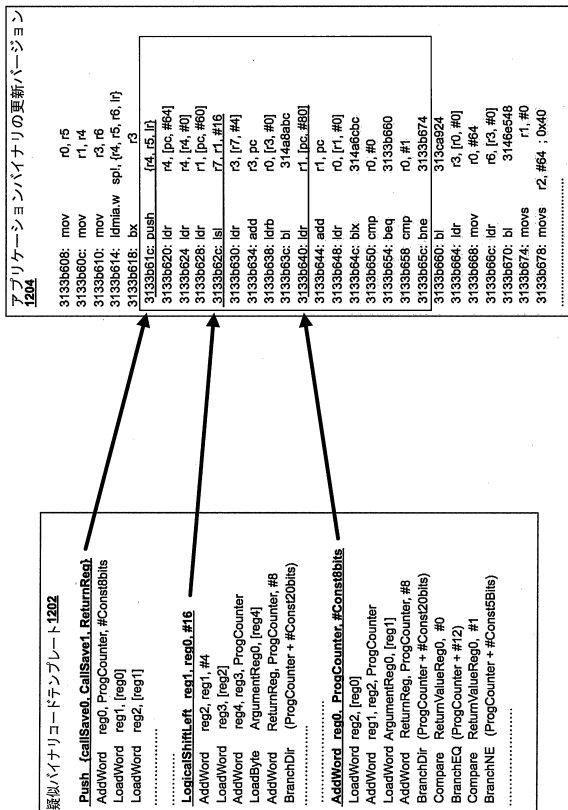 疑似バイナリコードテンプレート1202
Push {callSave0, CallSave1, ReturnReg}
AddWord reg0, ProgCounter, #Const8bits
LoadWord reg1, [reg0]
LoadWord reg2, [reg1]
..........
LogicalShiftLeft reg1, reg0, #16
AddWord reg2, reg1, #4
LoadWord reg3, [reg2]
AddWord reg4, reg3, ProgCounter
LoadByte ArgumentReg0, [reg4]
AddWord ReturnReg, ProgCounter, #8
BranchDir (ProgCounter + #Const20bits)
..........
AddWord reg0, ProgCounter, #Const8bits
LoadWord reg2, [reg0]
AddWord reg1, reg2, ProgCounter
LoadWord ArgumentReg0, [reg1]
AddWord ReturnReg, ProgCounter, #8
BranchDir (ProgCounter + #Const20bits)
Compare ReturnValueReg0, #0
BranchEQ (ProgCounter + #12)
Compare ReturnValueReg0, #1
BranchNE (ProgCounter + #Const5Bits)
..........
アプリケーションバイナリの更新バージョン
1204
3133b608: mov r0, r5
3133b60c: mov r1, r4
3133b610: mov r3, r6
3133b614: ldmia.w spl, {r4, r5, r6, lr}
3133b618: bx r3
3133b61c: push {r4, r5, lr}
3133b620: ldr r4, [pc, #64]
3133b624 ldr r4, [r4, #0]
3133b628: ldr r1, [pc, #60]
3133b62c: lsl r7, r1, #16
3133b630: ldr r3, [r7, #4]
3133b634: add r3, pc
3133b638: ldrb r0, [r3, #0]
3133b63c: bl 314a8abc
3133b640: ldr r1, [pc, #80]
3133b644: add r1, pc
3133b648: ldr r0, [r1, #0]
3133b64c: blx 314a6cbc
3133b650: cmp r0, #0
3133b654: beq 3133b660
3133b658 cmp r0, #1
3133b65c: bne 3133b674
3133b660: bl 313ca924
3133b664: ldr r3, [r0, #0]
3133b668: mov r0, #64
3133b66c: ldr r6, [r3, #0]
3133b670: bl 3146e548
3133b674: movs r1, #0
3133b678: movs r2, #64 ; 0x40
..........